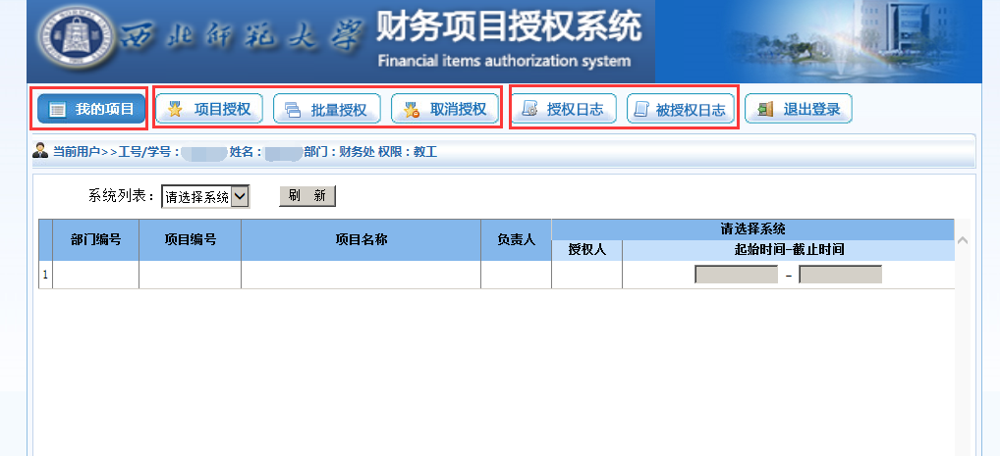 西北师范大学 财务项目授权系统
Financial items authorization system
我的项目 项目授权 批量授权 取消授权 授权日志 被授权日志 退出登录
当前用户>>工号/学号: 姓名: 部门:财务处 权限:教工
系统列表: 请选择系统 刷 新
部门编号 项目编号 项目名称 负责人 请选择系统
授权人 起始时间-截止时间
1 -